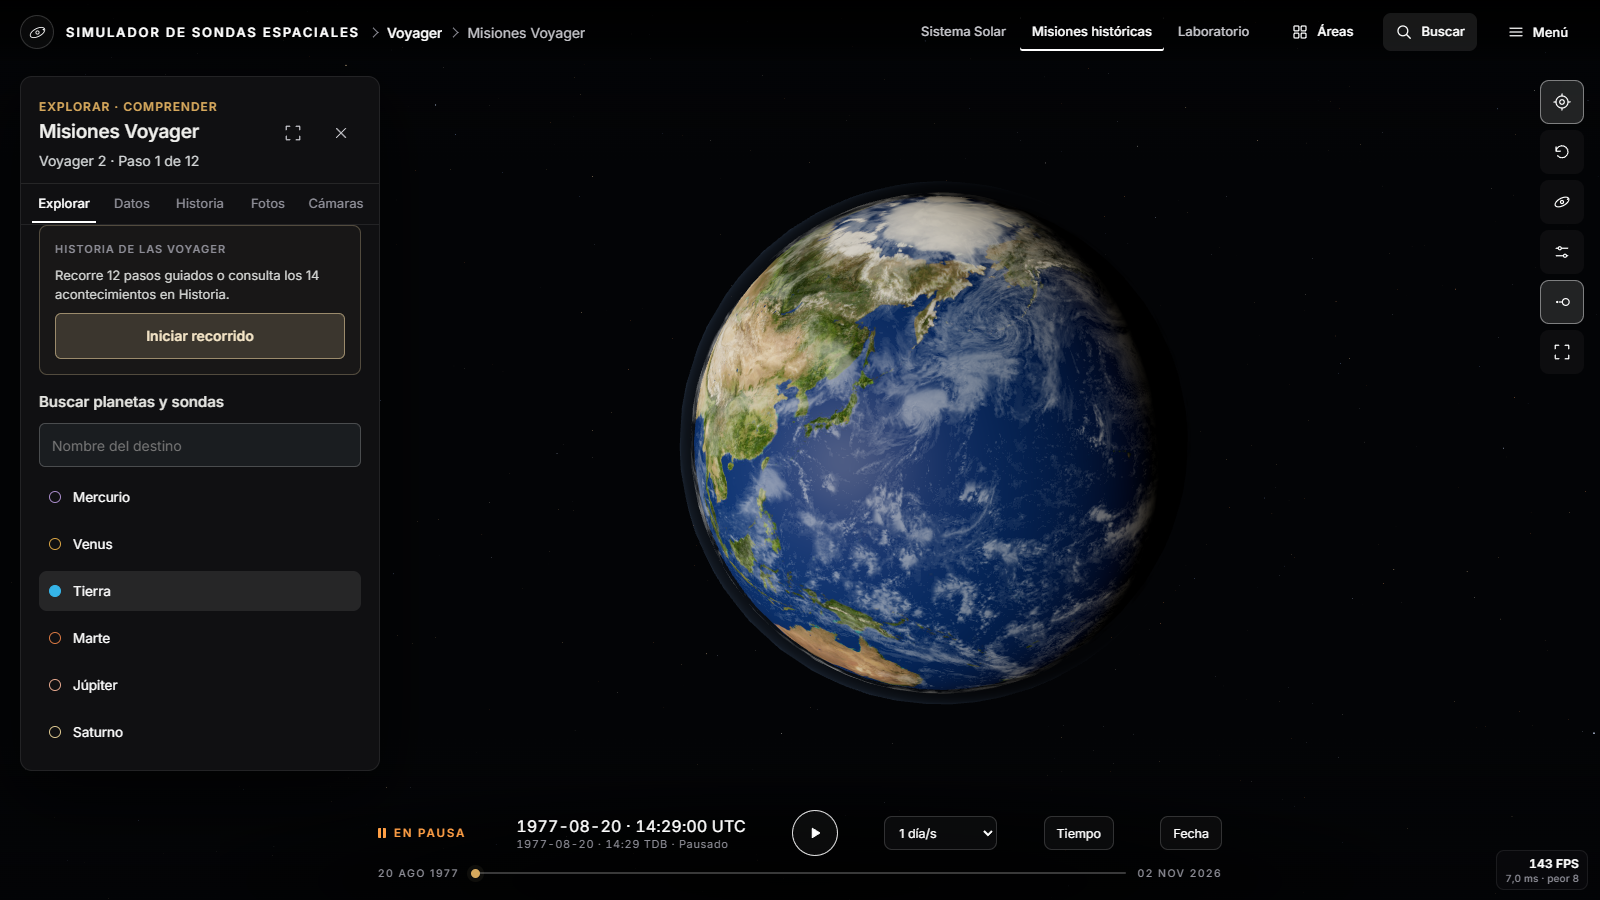 SIMULADOR DE SONDAS ESPACIALES > Voyager > Misiones Voyager
Sistema Solar
Misiones históricas
Laboratorio
Áreas
Buscar
Menú
EXPLORAR · COMPRENDER
Misiones Voyager
Voyager 2 · Paso 1 de 12
Explorar
Datos
Historia
Fotos
Cámaras
HISTORIA DE LAS VOYAGER
Recorre 12 pasos guiados o consulta los 14
acontecimientos en Historia.
Iniciar recorrido
Buscar planetas y sondas
Nombre del destino
Mercurio
Venus
Tierra
Marte
Júpiter
Saturno
EN PAUSA
1977-08-20 · 14:29:00 UTC
1977-08-20 · 14:29 TDB · Pausado
1 día/s
Tiempo
Fecha
20 AGO 1977
02 NOV 2026
143 FPS
7,0 ms · peor 8